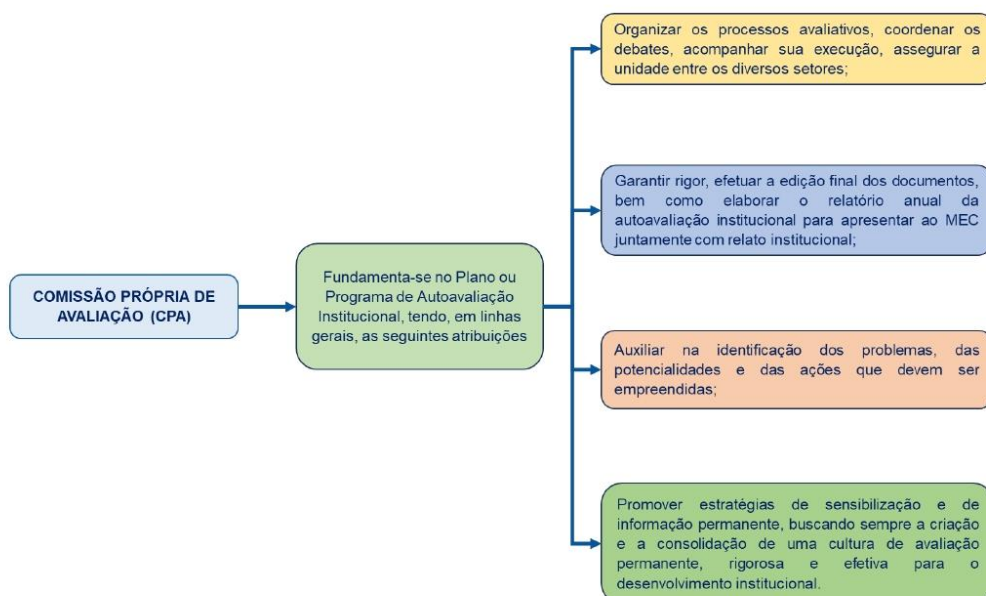 COMISSÃO PRÓPRIA DE
AVALIAÇÃO (CPA)
Fundamenta-se no Plano ou
Programa de Autoavaliação
Institucional, tendo, em linhas
gerais, as seguintes atribuições
Organizar os processos avaliativos, coordenar os
debates, acompanhar sua execução, assegurar a
unidade entre os diversos setores;
Garantir rigor, efetuar a edição final dos documentos,
bem como elaborar o relatório anual da
autoavaliação institucional para apresentar ao MEC
juntamente com relato institucional;
Auxiliar na identificação dos problemas, das
potencialidades e das ações que devem ser
empreendidas;
Promover estratégias de sensibilização e de
informação permanente, buscando sempre a criação
e a consolidação de uma cultura de avaliação
permanente, rigorosa e efetiva para o
desenvolvimento institucional.